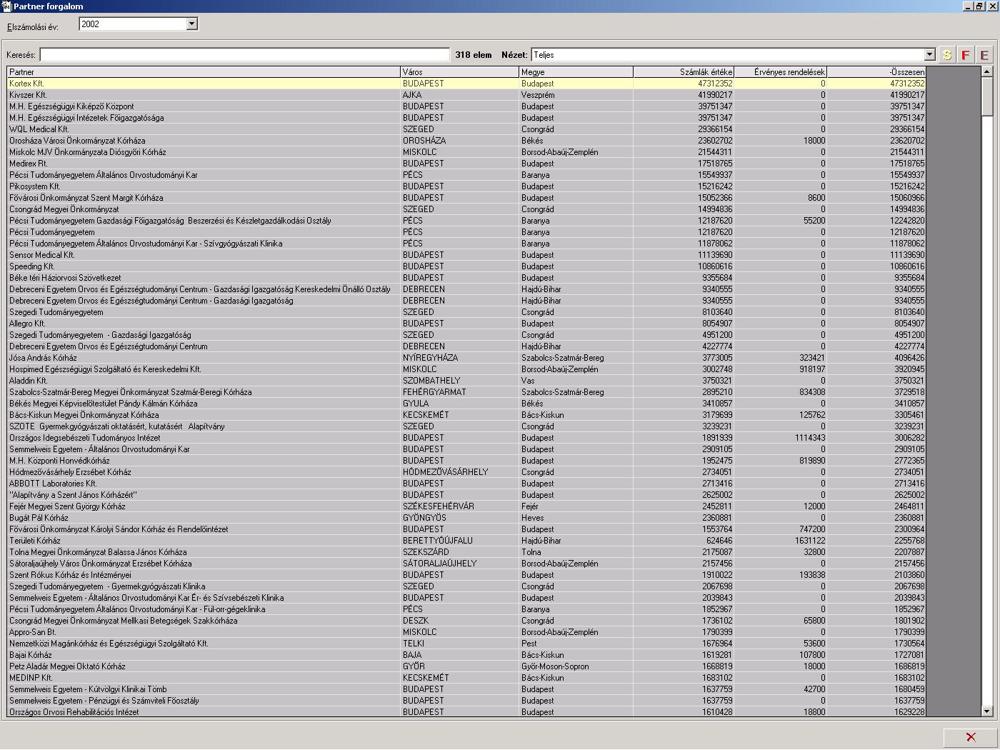 Partner forgalom
Elszámolási év: 2002
Keresés: 318 elem Nézet: Teljes S F E
Partner Város Megye Számlák értéke Érvényes rendelések -Összesen
Kortex Kft. BUDAPEST Budapest 47312352 0 47312352
Kivszer Kft. AJKA Veszprém 41990217 0 41990217
M.H. Egészségügyi Kiképző Központ BUDAPEST Budapest 39751347 0 39751347
M.H. Egészségügyi Intézetek Főigazgatósága BUDAPEST Budapest 39751347 0 39751347
WQL Medical Kft. SZEGED Csongrád 29366154 0 29366154
Orosháza Városi Önkormányzat Kórháza OROSHÁZA Békés 23602702 18000 23620702
Miskolc MJV Önkormányzata Diósgyőri Kórház MISKOLC Borsod-Abaúj-Zemplén 21544311 0 21544311
Medirex Rt. BUDAPEST Budapest 17518765 0 17518765
Pécsi Tudományegyetem Általános Orvostudományi Kar PÉCS Baranya 15549937 0 15549937
Pikosystem Kft. BUDAPEST Budapest 15216242 0 15216242
Fővárosi Önkormányzat Szent Margit Kórháza BUDAPEST Budapest 15052366 8600 15060966
Csongrád Megyei Önkormányzat SZEGED Csongrád 14994836 0 14994836
Pécsi Tudományegyetem Gazdasági Főigazgatóság  Beszerzési és Készletgazdálkodási Osztály PÉCS Baranya 12187620 55200 12242820
Pécsi Tudományegyetem PÉCS Baranya 12187620 0 12187620
Pécsi Tudományegyetem Általános Orvostudományi Kar - Szívgyógyászati Klinika PÉCS Baranya 11878062 0 11878062
Sensor Medical Kft. BUDAPEST Budapest 11139690 0 11139690
Speeding Kft. BUDAPEST Budapest 10860616 0 10860616
Béke téri Háziorvosi Szövetkezet BUDAPEST Budapest 9355684 0 9355684
Debreceni Egyetem Orvos és Egészségtudományi Centrum - Gazdasági Igazgatóság Kereskedelmi Önálló Osztály DEBRECEN Hajdú-Bihar 9340555 0 9340555
Debreceni Egyetem Orvos és Egészségtudományi Centrum - Gazdasági Igazgatóság DEBRECEN Hajdú-Bihar 9340555 0 9340555
Szegedi Tudományegyetem SZEGED Csongrád 8103640 0 8103640
Allegro Kft. BUDAPEST Budapest 8054907 0 8054907
Szegedi Tudományegyetem  - Gazdasági Igazgatóság SZEGED Csongrád 4951200 0 4951200
Debreceni Egyetem Orvos és Egészségtudományi Centrum DEBRECEN Hajdú-Bihar 4227774 0 4227774
Jósa András Kórház NYÍREGYHÁZA Szabolcs-Szatmár-Bereg 3773005 323421 4096426
Hospimed Egészségügyi Szolgáltató és Kereskedelmi Kft. MISKOLC Borsod-Abaúj-Zemplén 3002748 918197 3920945
Aladdin Kft. SZOMBATHELY Vas 3750321 0 3750321
Szabolcs-Szatmár-Bereg Megyei Önkormányzat Szatmár-Beregi Kórháza FEHÉRGYARMAT Szabolcs-Szatmár-Bereg 2895210 834308 3729518
Békés Megyei Képviselőtestület Pándy Kálmán Kórháza GYULA Békés 3410857 0 3410857
Bács-Kiskun Megyei Önkormányzat Kórháza KECSKEMÉT Bács-Kiskun 3179699 125762 3305461
SZOTE  Gyermekgyógyászati oktatásért, kutatásért   Alapítvány SZEGED Csongrád 3239231 0 3239231
Országos Idegsebészeti Tudományos Intézet BUDAPEST Budapest 1891939 1114343 3006282
Semmelweis Egyetem - Általános Orvostudományi Kar BUDAPEST Budapest 2909105 0 2909105
M.H. Központi Honvédkórház BUDAPEST Budapest 1952475 819890 2772365
Hódmezővásárhely Erzsébet Kórház HÓDMEZŐVÁSÁRHELY Csongrád 2734051 0 2734051
ABBOTT Laboratories Kft. BUDAPEST Budapest 2713416 0 2713416
"Alapítvány a Szent János Kórházért" BUDAPEST Budapest 2625002 0 2625002
Fejér Megyei Szent György Kórház SZÉKESFEHÉRVÁR Fejér 2452811 12000 2464811
Bugát Pál Kórház GYÖNGYÖS Heves 2360881 0 2360881
Fővárosi Önkormányzat Károlyi Sándor Kórház és Rendelőintézet BUDAPEST Budapest 1553764 747200 2300964
Területi Kórház BERETTYÓÚJFALU Hajdú-Bihar 624646 1631122 2255768
Tolna Megyei Önkormányzat Balassa János Kórháza SZEKSZÁRD Tolna 2175087 32800 2207887
Sátoraljaújhely Város Önkormányzat Erzsébet Kórháza SÁTORALJAÚJHELY Borsod-Abaúj-Zemplén 2157456 0 2157456
Szent Rókus Kórház és Intézményei BUDAPEST Budapest 1910022 193838 2103860
Szegedi Tudományegyetem  - Gyermekgyógyászati Klinika SZEGED Csongrád 2067698 0 2067698
Semmelweis Egyetem - Általános Orvostudományi Kar Ér- és Szívsebészeti Klinika BUDAPEST Budapest 2039843 0 2039843
Pécsi Tudományegyetem Általános Orvostudományi Kar - Fül-orr-gégeklinika PÉCS Baranya 1852967 0 1852967
Csongrád Megyei Önkormányzat Mellkasi Betegségek Szakkórháza DESZK Csongrád 1736102 65800 1801902
Appro-San Bt. MISKOLC Borsod-Abaúj-Zemplén 1790399 0 1790399
Nemzetközi Magánkórház és Egészségügyi Szolgáltató Kft. TELKI Pest 1676964 53600 1730564
Bajai Kórház BAJA Bács-Kiskun 1619281 107800 1727081
Petz Aladár Megyei Oktató Kórház GYŐR Győr-Moson-Sopron 1668819 18000 1686819
MEDINP Kft. KECSKEMÉT Bács-Kiskun 1683102 0 1683102
Semmelweis Egyetem - Kútvölgyi Klinikai Tömb BUDAPEST Budapest 1637759 42700 1680459
Semmelweis Egyetem - Pénzügyi és Számviteli Főosztály BUDAPEST Budapest 1637759 0 1637759
Országos Orvosi Rehabilitációs Intézet BUDAPEST Budapest 1610428 18800 1629228